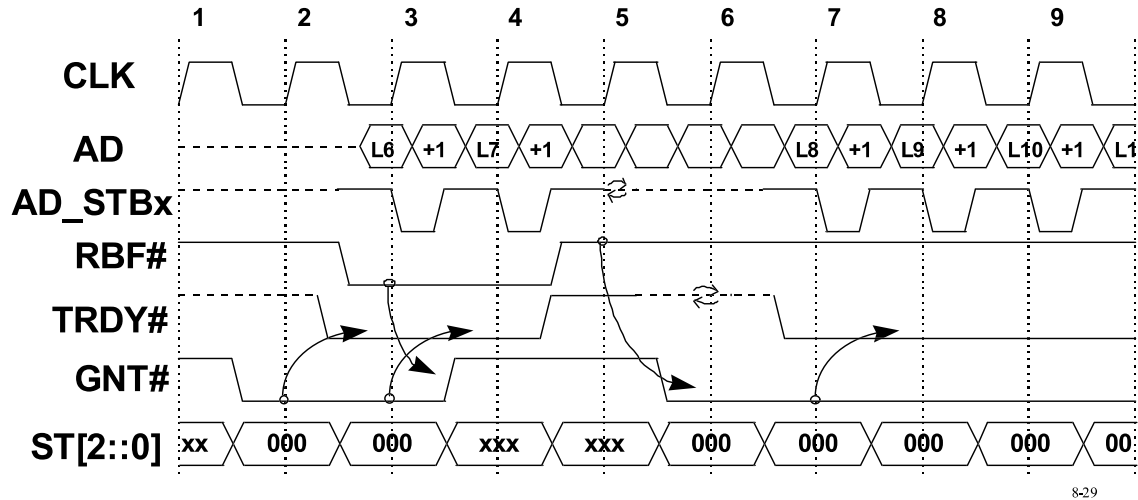 1 2 3 4 5 6 7 8 9
CLK
AD L6 +1 L7 +1 L8 +1 L9 +1 L10 +1 L1
AD_STBx
RBF#
TRDY#
GNT#
ST[2::0] xx 000 000 xxx xxx 000 000 000 000 00
8-29